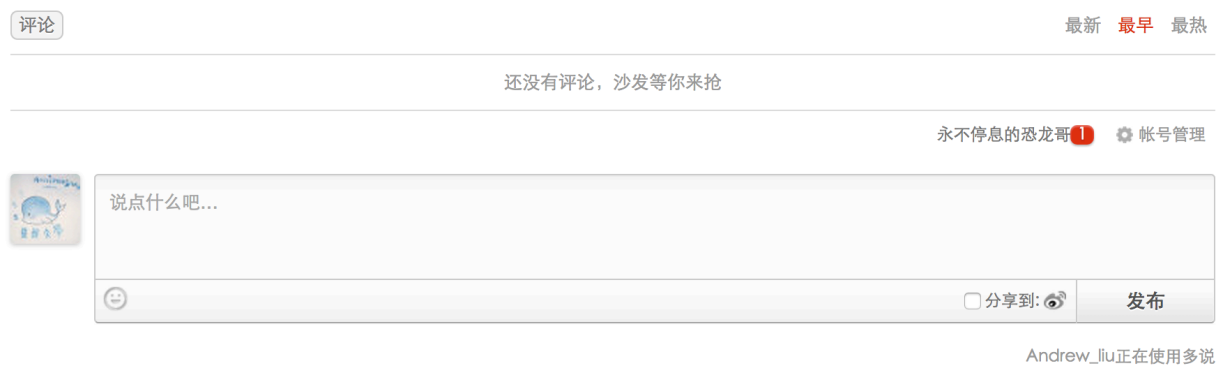 评论
最新 最早 最热
还没有评论，沙发等你来抢
永不停息的恐龙哥 1 帐号管理
说点什么吧...
分享到: 发布
Andrew_liu正在使用多说